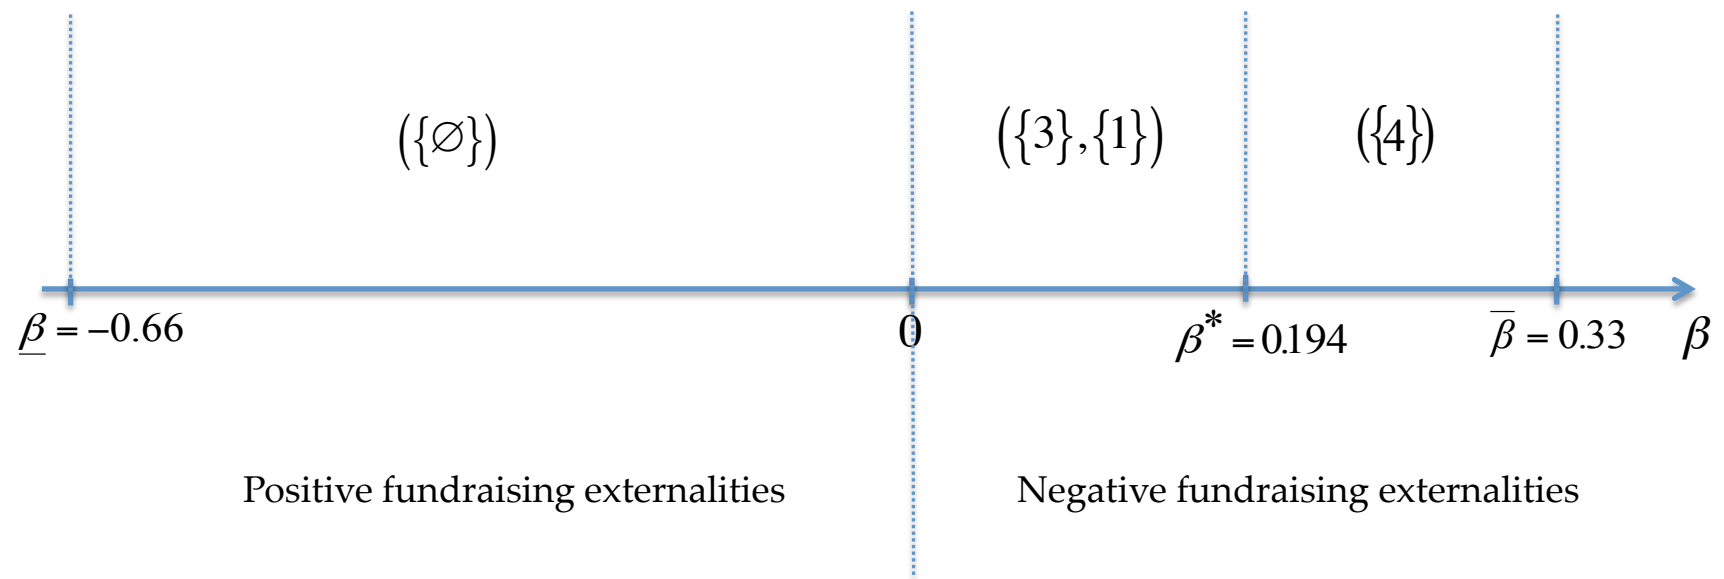 ({∅}) ({3},{1}) ({4})
β = −0.66 0 β* = 0.194 β̅ = 0.33 β
Positive fundraising externalities Negative fundraising externalities